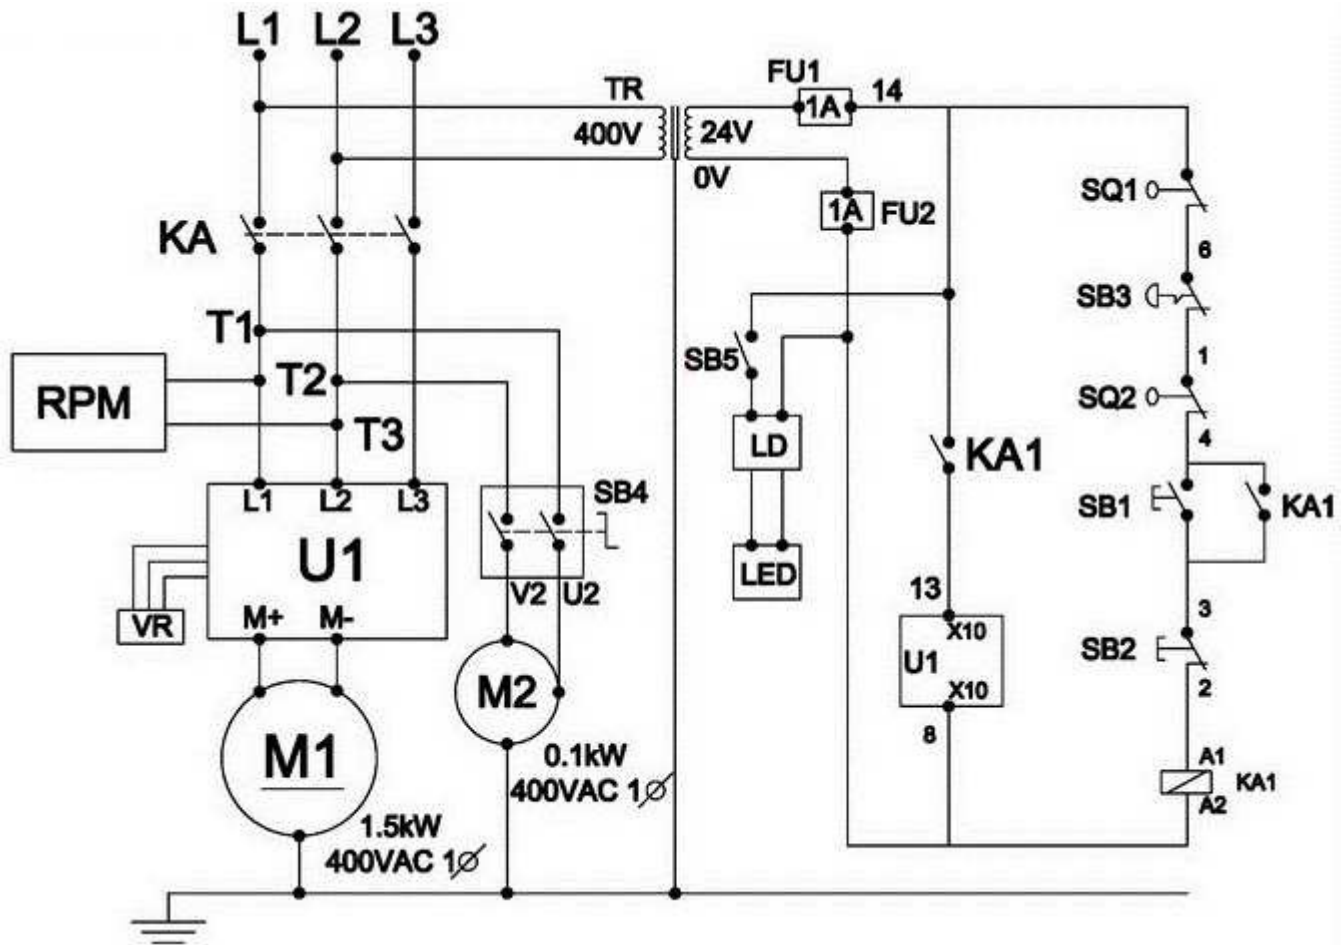 L1 L2 L3
TR
400V
24V
0V
FU1
1A
14
1A
FU2
SQ1
6
KA
SB3
T1
SB5
1
RPM
T2
SQ2
T3
LD
4
KA1
L1 L2 L3
SB4
SB1
KA1
U1
LED
V2 U2
13
M+ M-
VR
3
X10
U1
SB2
X10
2
M2
8
M1
0.1kW
400VAC 1⌀
A1
KA1
A2
1.5kW
400VAC 1⌀